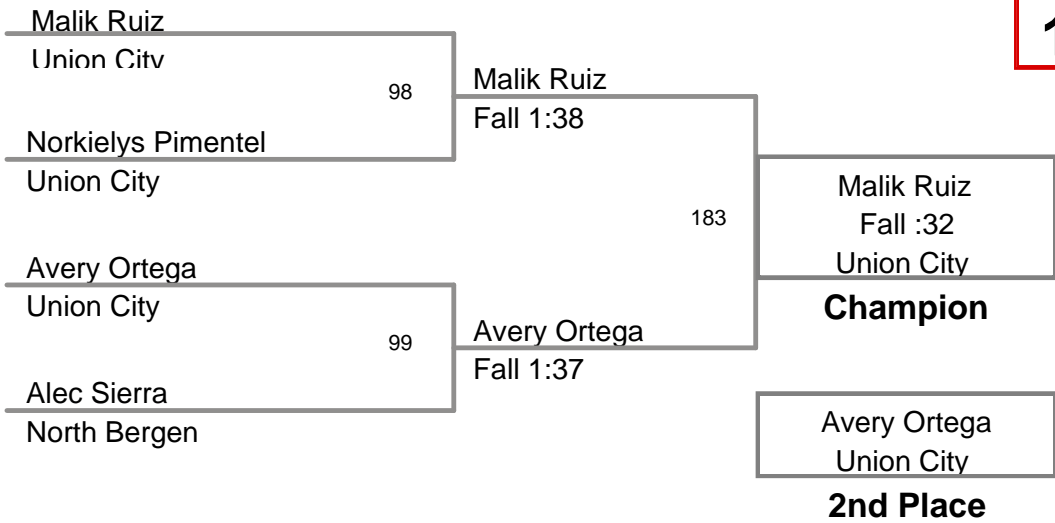 Malik Ruiz
Union City
98
Norkielys Pimentel
Union City
Malik Ruiz
Fall 1:38
Avery Ortega
Union City
99
Alec Sierra
North Bergen
Avery Ortega
Fall 1:37
183
Malik Ruiz
Fall :32
Union City
Champion
Avery Ortega
Union City
2nd Place